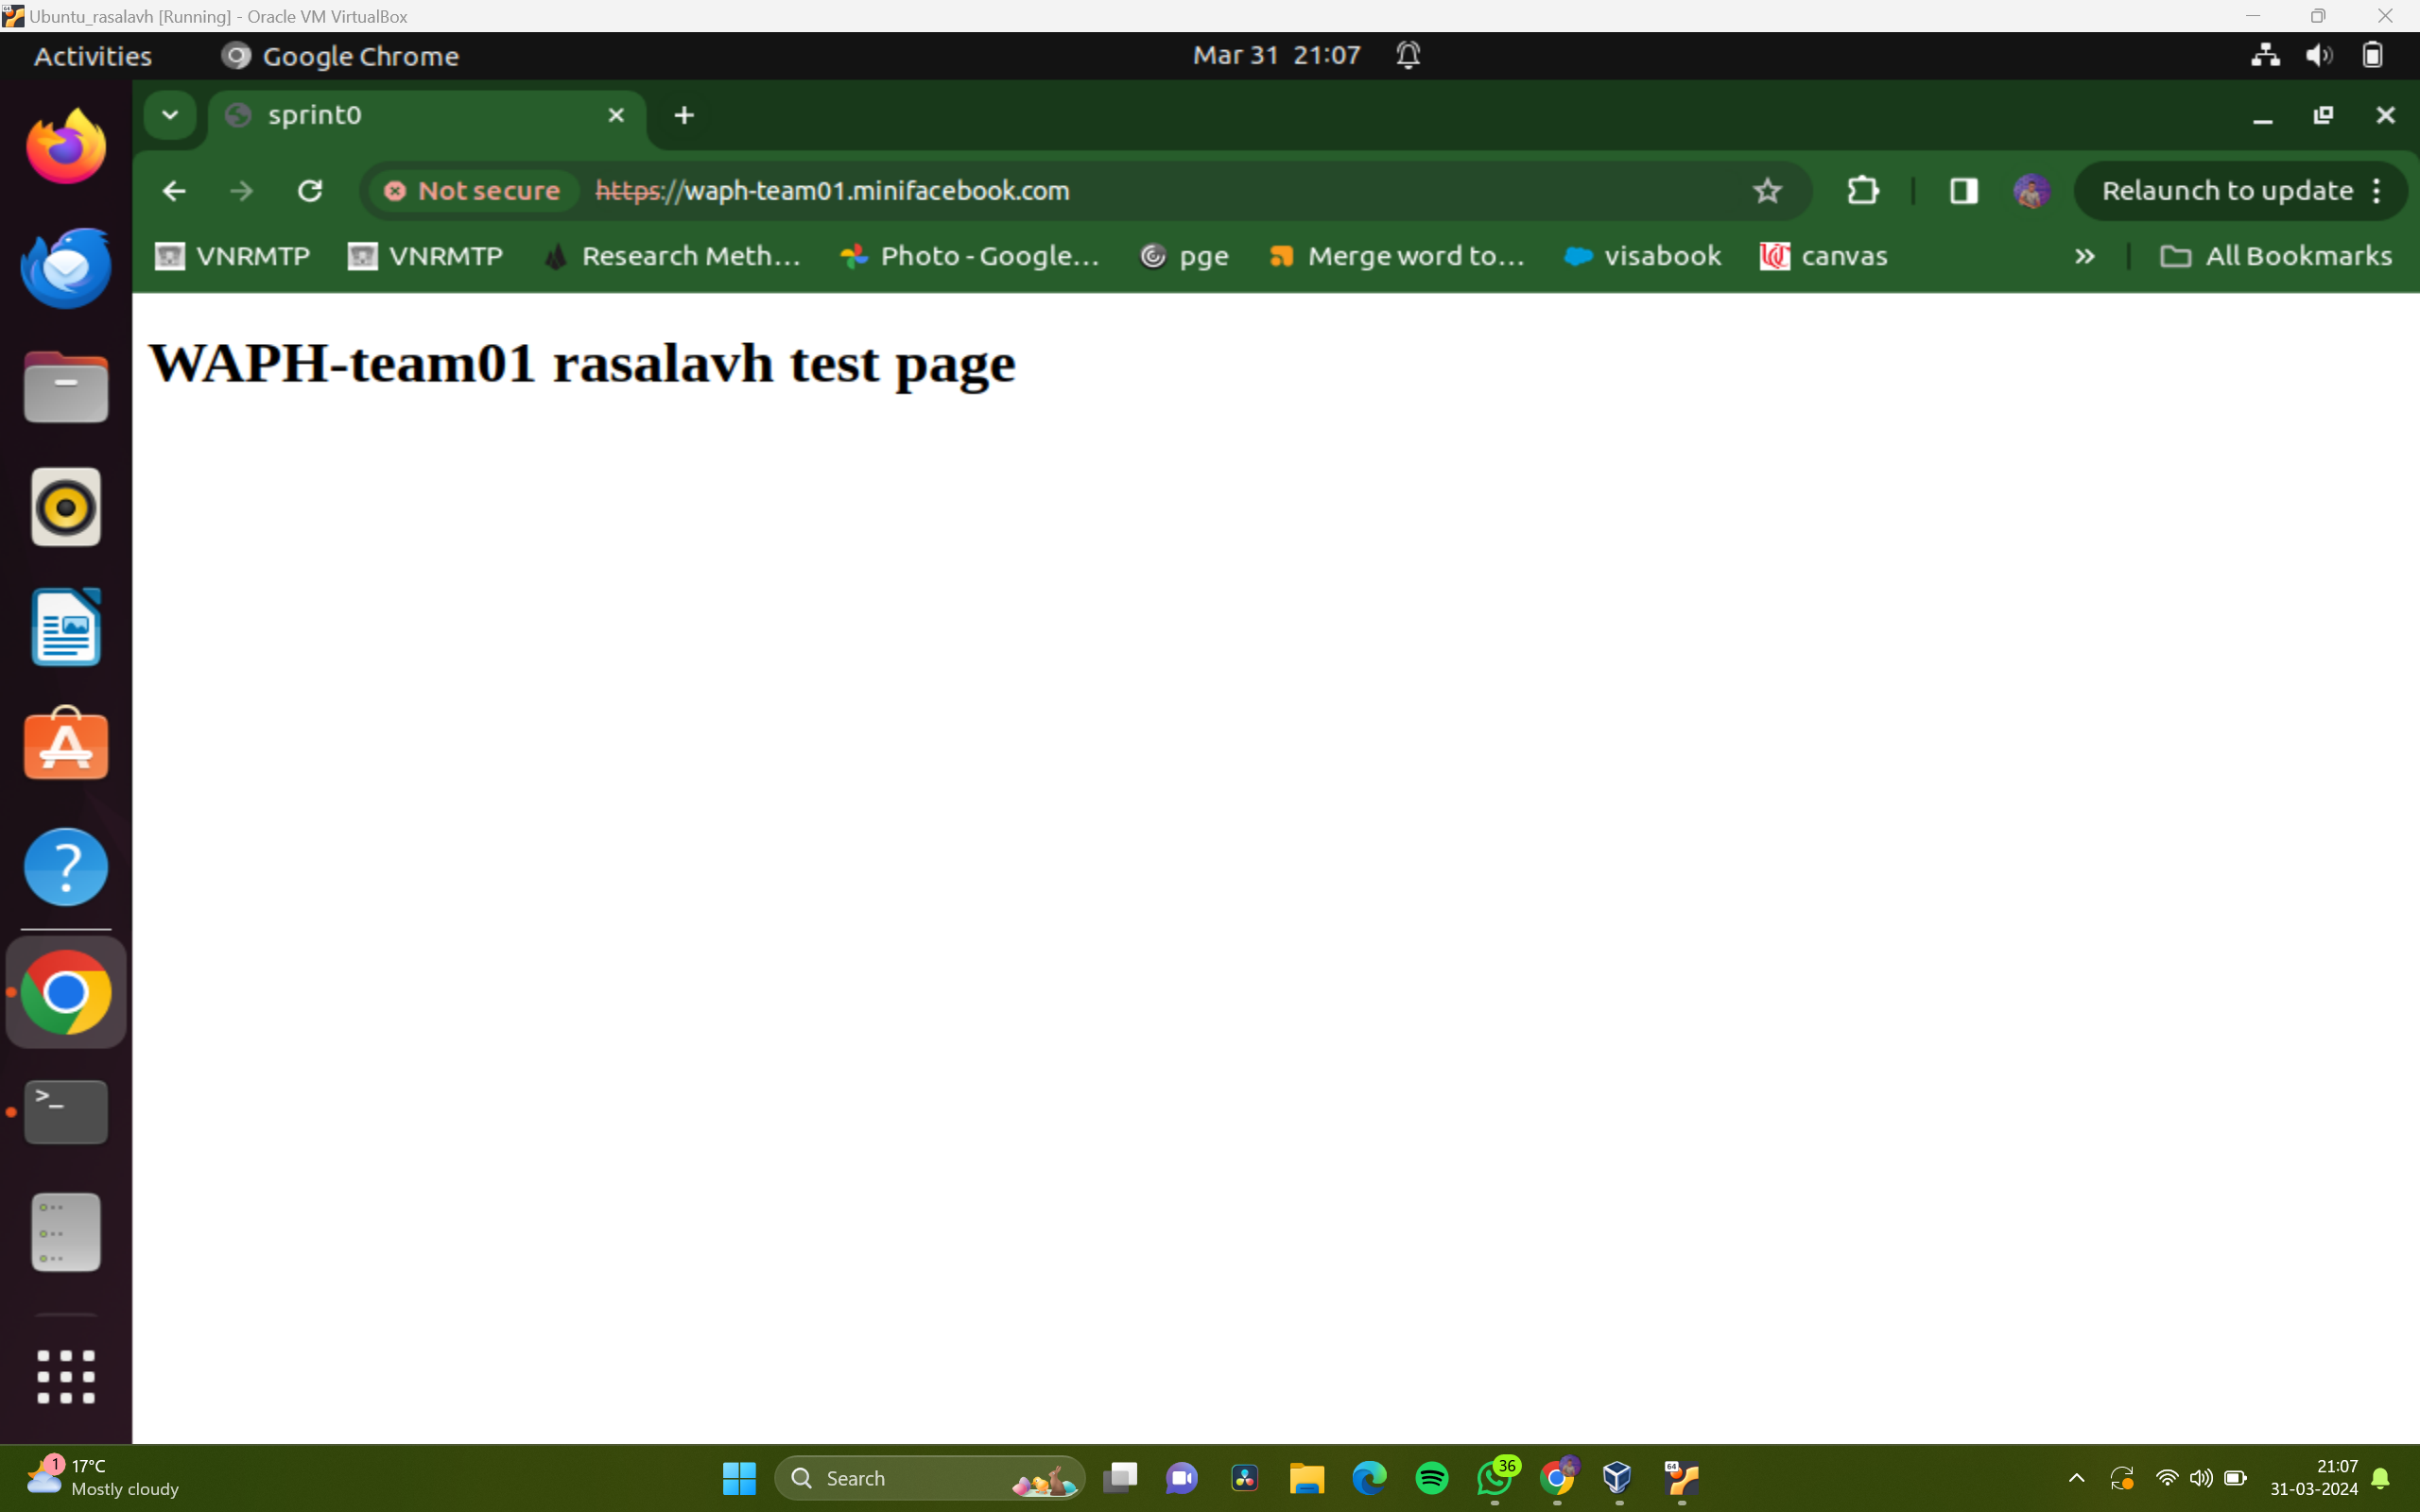 Ubuntu_rasalavh [Running] - Oracle VM VirtualBox
Activities Google Chrome Mar 31 21:07
sprint0
Not secure https://waph-team01.minifacebook.com Relaunch to update
VNRMTP VNRMTP Research Meth... Photo - Google... pge Merge word to... visabook canvas » All Bookmarks
WAPH-team01 rasalavh test page
1 17°C
Mostly cloudy
Search
36
64
21:07
31-03-2024